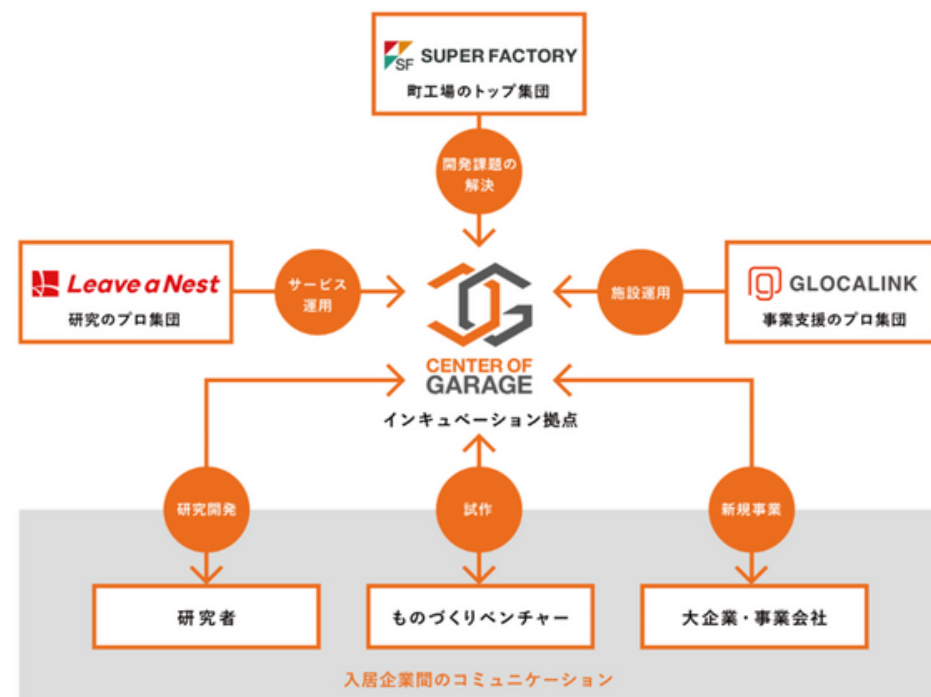 SF SUPER FACTORY
町工場のトップ集団
開発課題の
解決
Leave a Nest
研究のプロ集団
サービス
運用
施設運用
GLOCALINK
事業支援のプロ集団
CENTER OF
GARAGE
インキュベーション拠点
研究開発
試作
新規事業
研究者
ものづくりベンチャー
大企業・事業会社
入居企業間のコミュニケーション